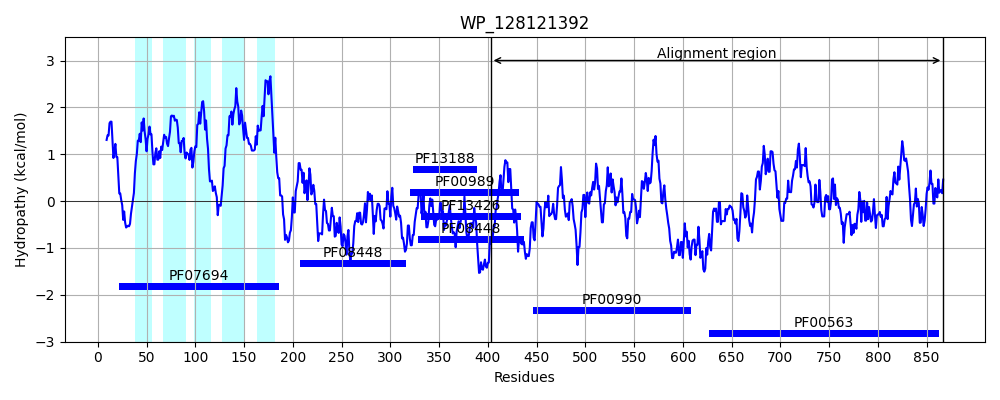 WP_128121392
Hydropathy (kcal/mol)
3
2
1
0
−1
−2
−3
Alignment region
PF13188
PF00989
PF13426
PF08448
PF08448
PF07694
PF00990
PF00563
0 50 100 150 200 250 300 350 400 450 500 550 600 650 700 750 800 850
Residues